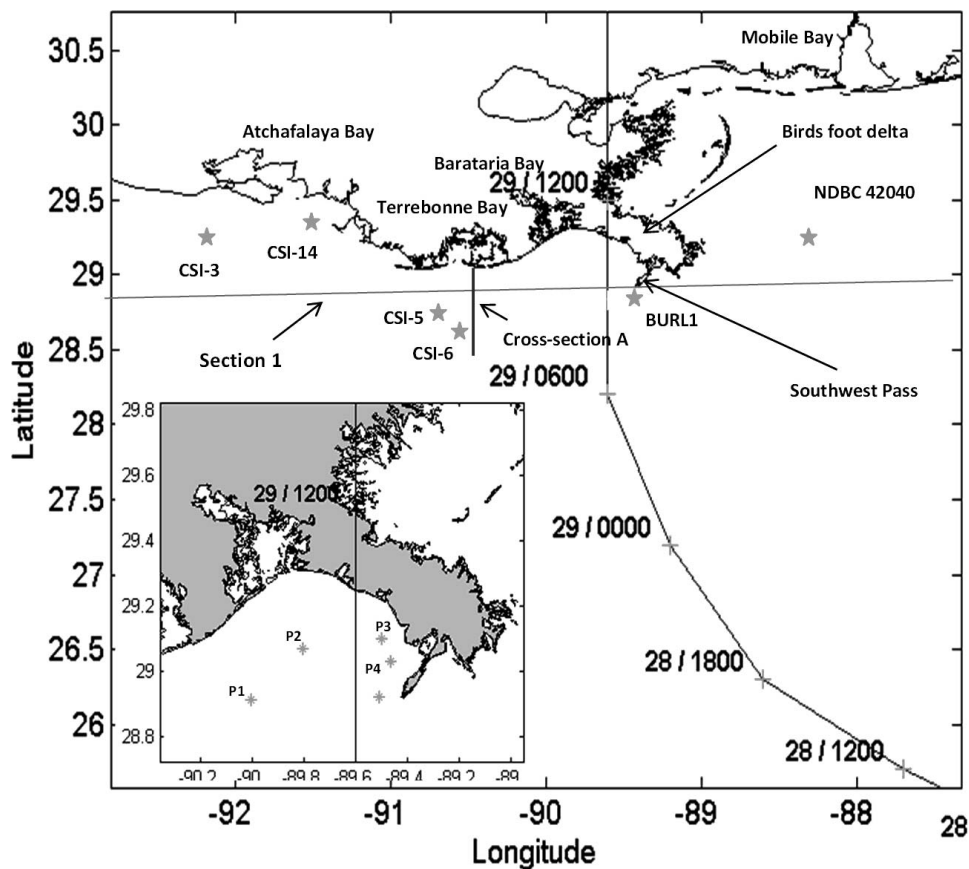 30.5
30
29.5
29
28.5
28
27.5
27
26.5
26
Latitude
Mobile Bay
Atchafalaya Bay
Birds foot delta
Barataria Bay
29 / 1200
NDBC 42040
Terrebonne Bay
CSI-3
CSI-14
CSI-5
CSI-6
BURL1
Section 1
Cross-section A
Southwest Pass
29 / 0600
29 / 0000
28 / 1800
28 / 1200
29.8
29.6
29.4
29.2
29
28.8
29 / 1200
P1
P2
P3
P4
-90.2 -90 -89.8 -89.6 -89.4 -89.2 -89
-92 -91 -90 -89 -88 28
Longitude